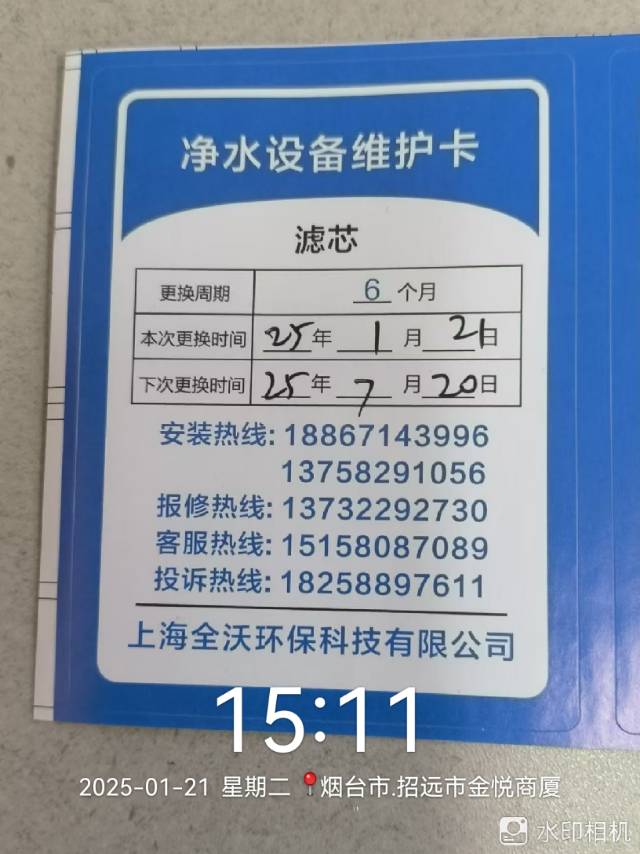 净水设备维护卡
滤芯
更换周期 6 个月
本次更换时间 25 年 1 月 21 日
下次更换时间 25 年 7 月 20 日
安装热线: 18867143996
13758291056
报修热线: 13732292730
客服热线: 15158087089
投诉热线: 18258897611
上海全沃环保科技有限公司
15:11
2025-01-21 星期二 烟台市.招远市金悦商厦
水印相机